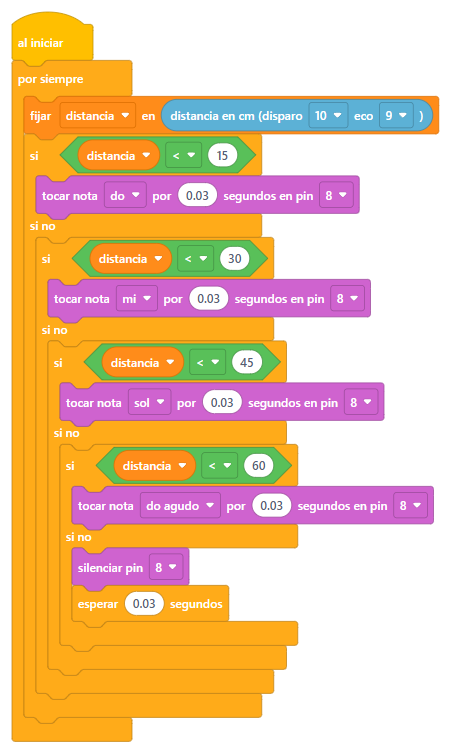 al iniciar
por siempre
fijar distancia en distancia en cm (disparo 10 eco 9 )
si distancia < 15
tocar nota do por 0.03 segundos en pin 8
si no
si distancia < 30
tocar nota mi por 0.03 segundos en pin 8
si no
si distancia < 45
tocar nota sol por 0.03 segundos en pin 8
si no
si distancia < 60
tocar nota do agudo por 0.03 segundos en pin 8
si no
silenciar pin 8
esperar 0.03 segundos